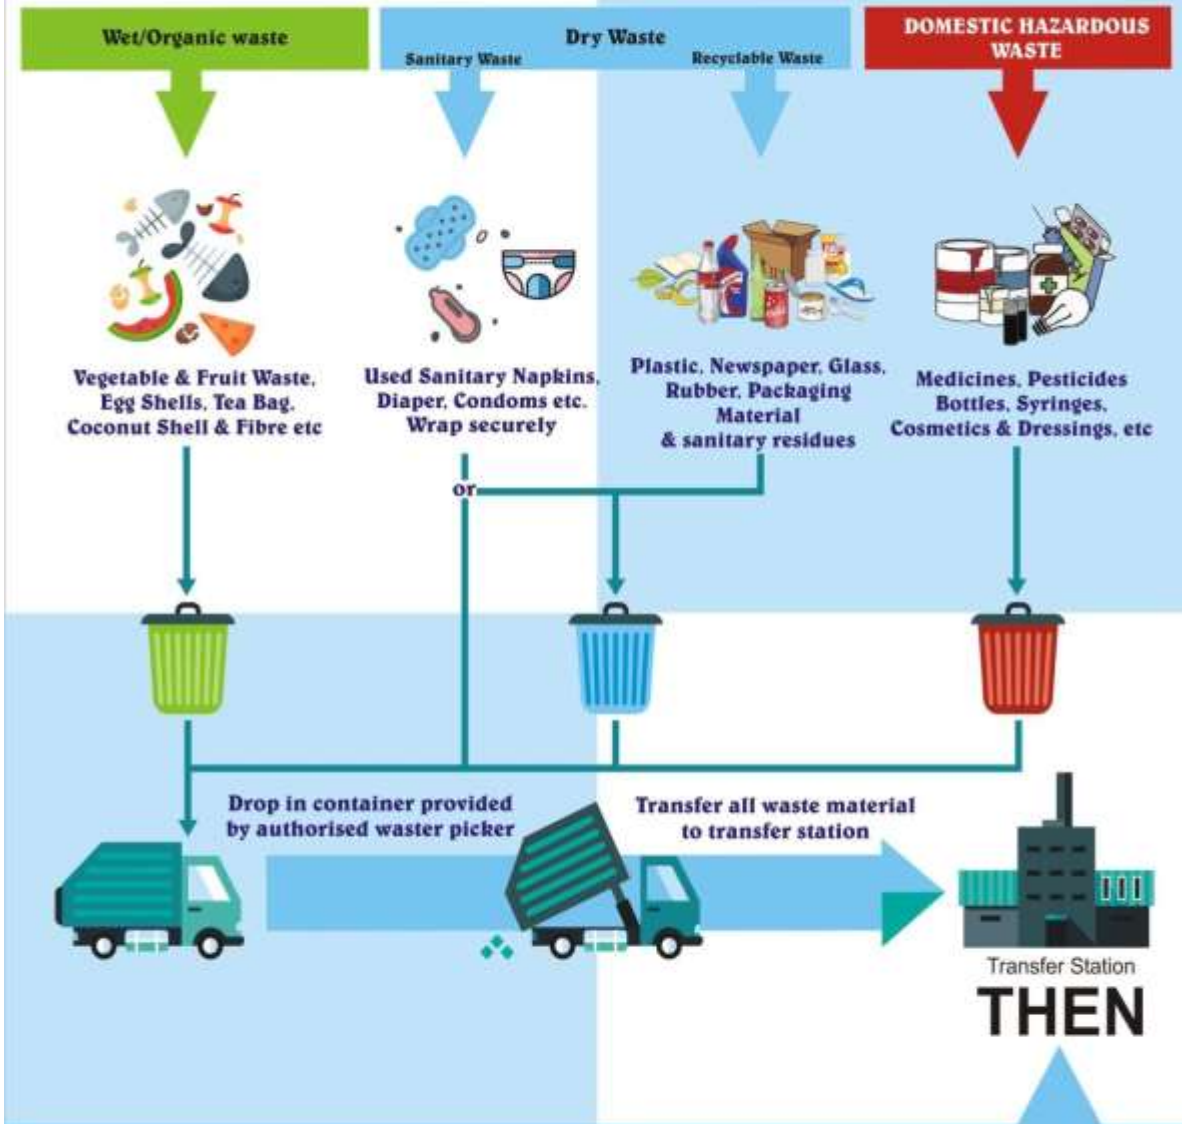 Wet/Organic waste
Dry Waste
Sanitary Waste
Recyclable Waste
DOMESTIC HAZARDOUS
WASTE
Vegetable & Fruit Waste,
Egg Shells, Tea Bag,
Coconut Shell & Fibre etc
Used Sanitary Napkins,
Diaper, Condoms etc.
Wrap securely
Plastic, Newspaper, Glass,
Rubber, Packaging
Material
& sanitary residues
Medicines, Pesticides
Bottles, Syringes,
Cosmetics & Dressings, etc
or
Drop in container provided
by authorised waster picker
Transfer all waste material
to transfer station
Transfer Station
THEN